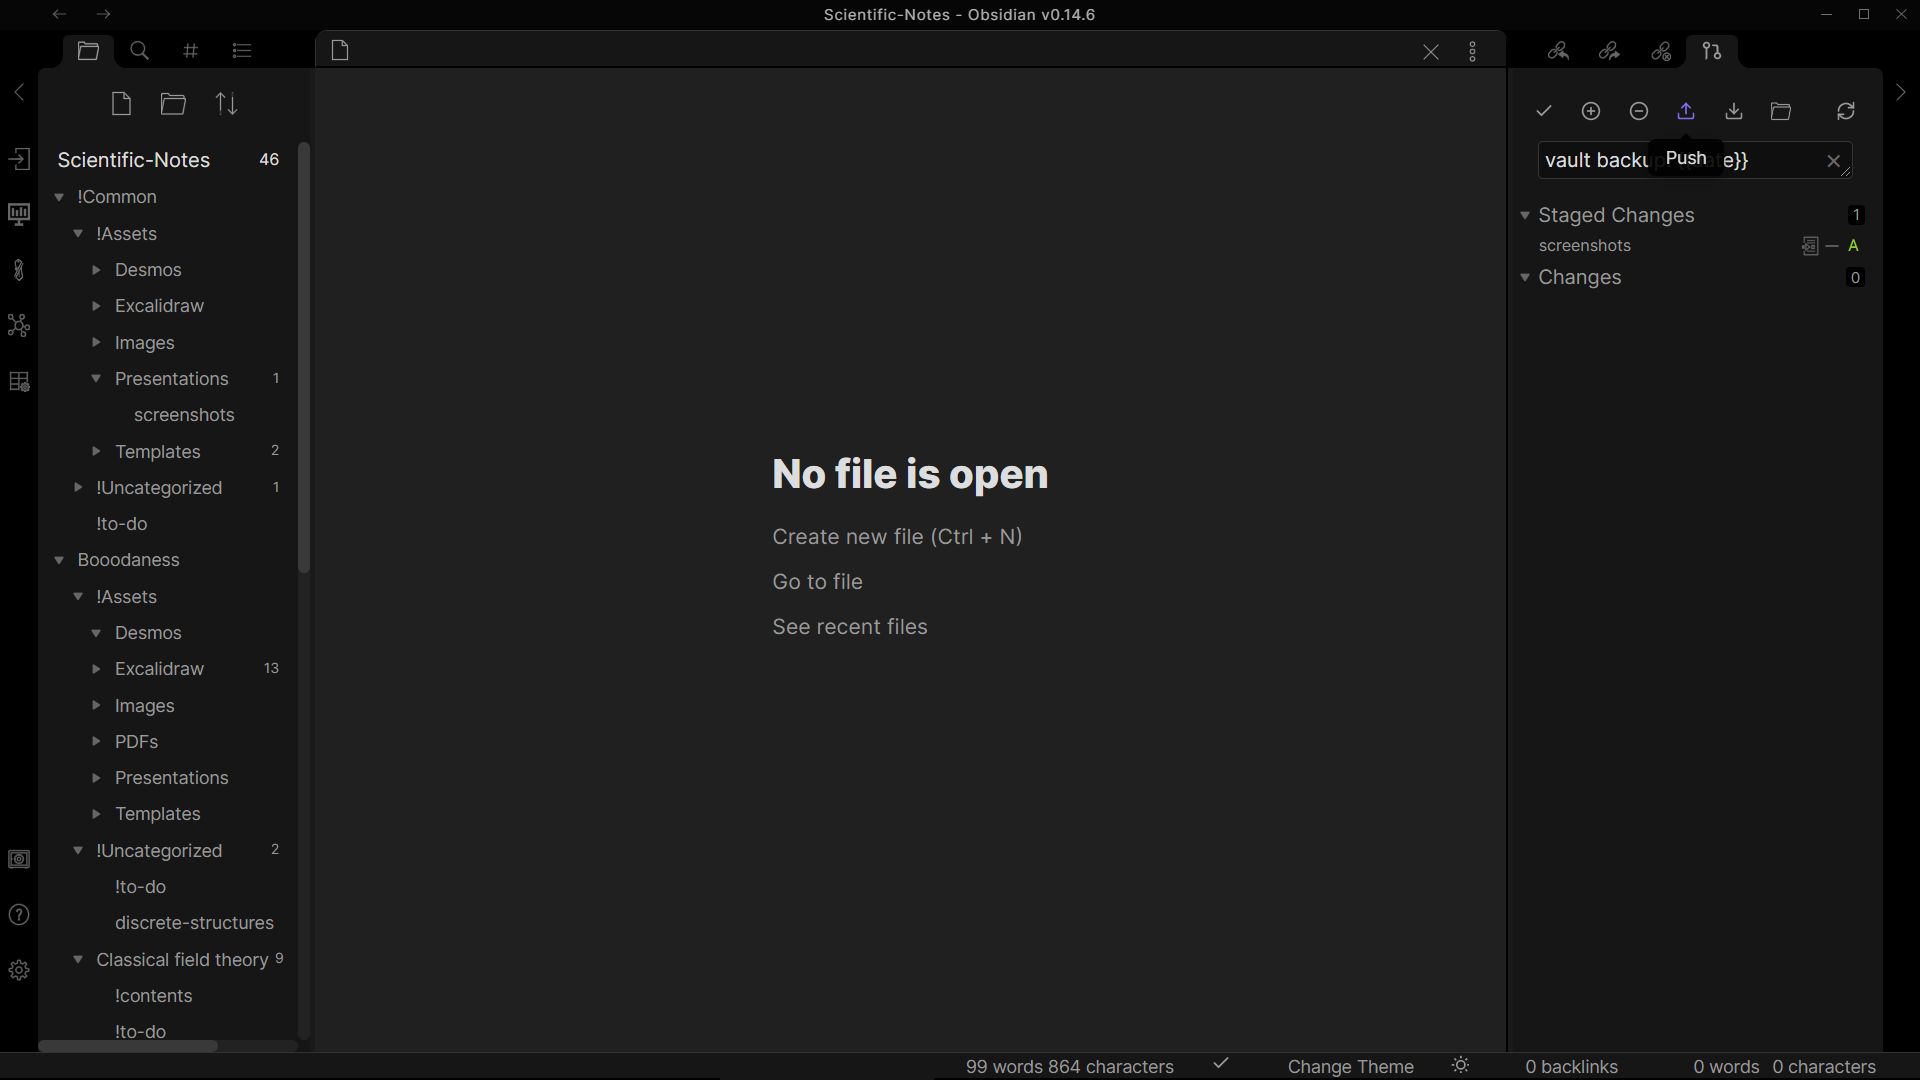 Scientific-Notes - Obsidian v0.14.6
Scientific-Notes 46
!Common
!Assets
Desmos
Excalidraw
Images
Presentations 1
screenshots
Templates 2
!Uncategorized 1
!to-do
Booodaness
!Assets
Desmos
Excalidraw 13
Images
PDFs
Presentations
Templates
!Uncategorized 2
!to-do
discrete-structures
Classical field theory 9
!contents
!to-do
No file is open
Create new file (Ctrl + N)
Go to file
See recent files
Push
vault backup e}}
Staged Changes 1
screenshots A
Changes 0
99 words 864 characters
Change Theme
0 backlinks
0 words 0 characters